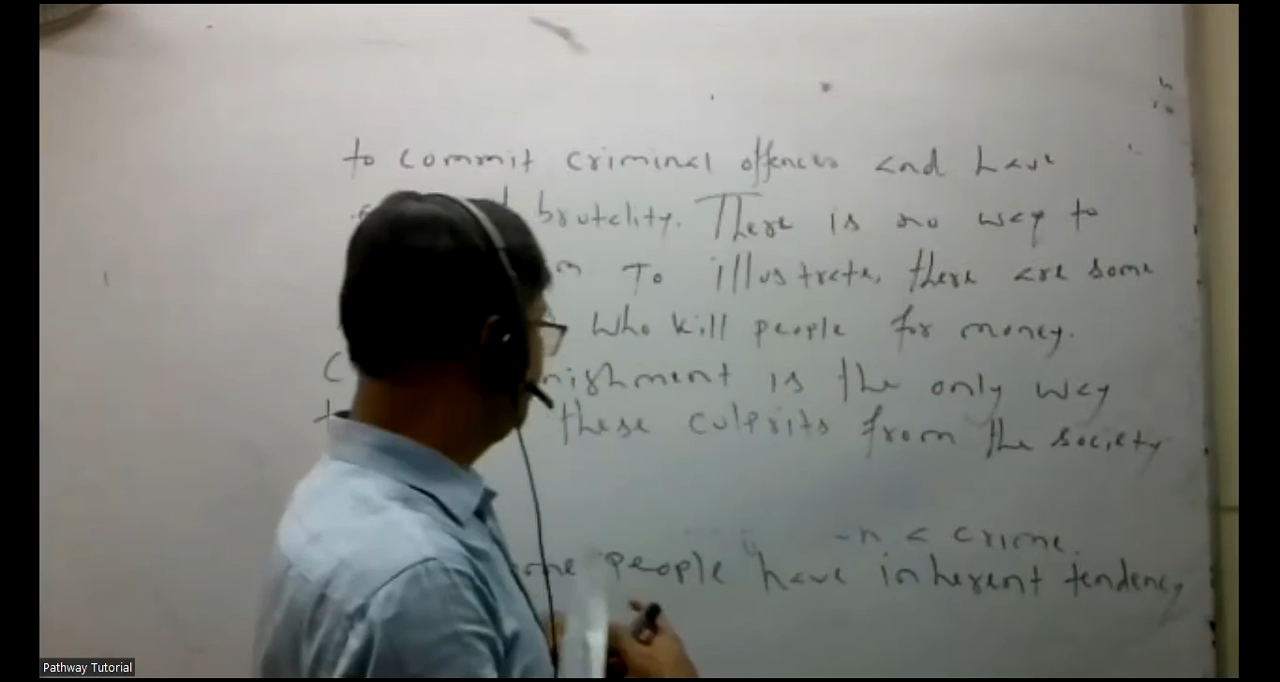 to commit criminal offences and have
brutality. There is no way to
To illustrate, there are some
who kill people for money.
nishment is the only way
these culprits from the society
a crime.
people have inherent tendency
Pathway Tutorial